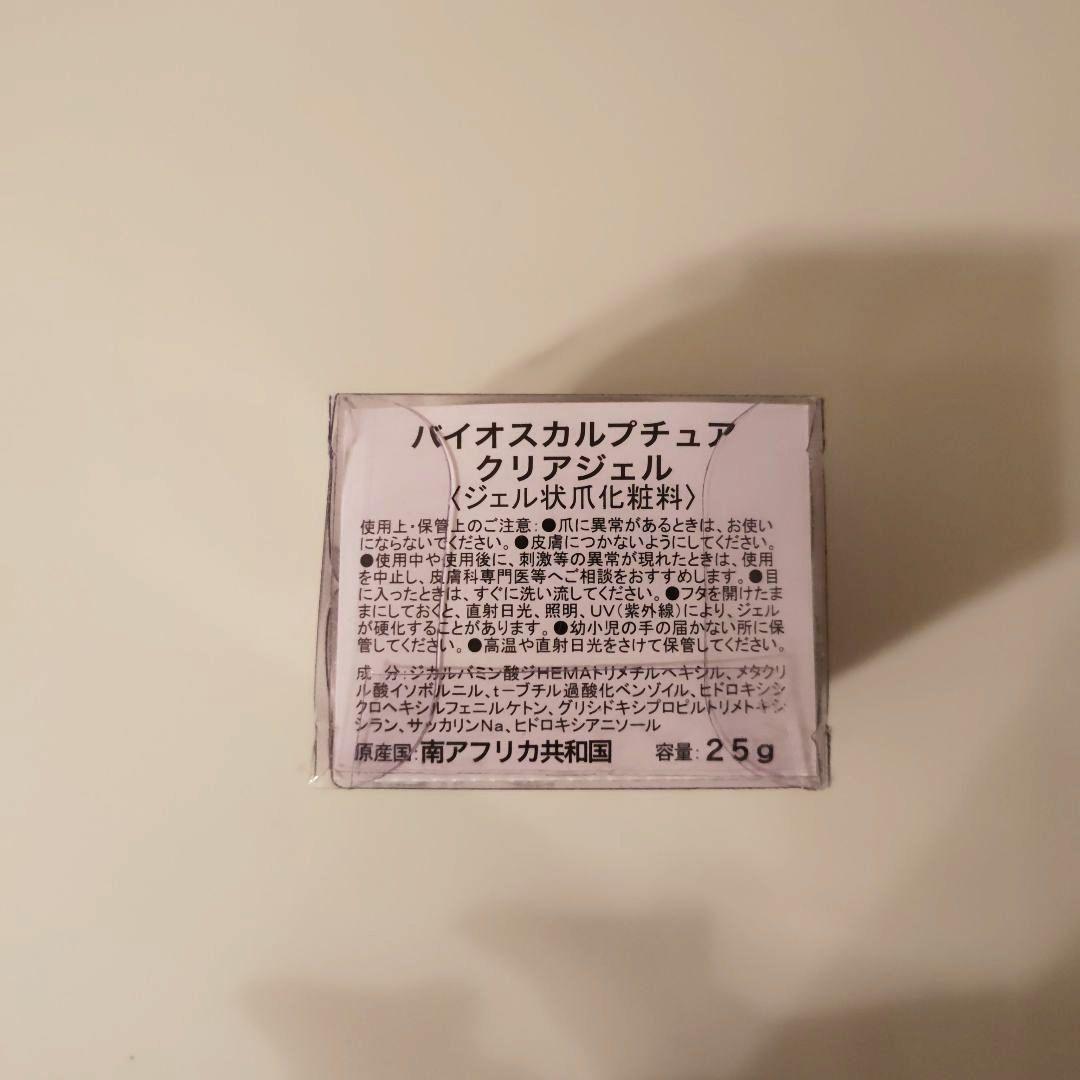 バイオスカルプチュア
クリアジェル
〈ジェル状爪化粧料〉
使用上・保管上のご注意:●爪に異常があるときは、お使い
にならないでください。●皮膚につかないようにしてください。
●使用中や使用後に、刺激等の異常が現れたときは、使用
を中止し、皮膚科専門医等へご相談をおすすめします。●目
に入ったときは、すぐに洗い流してください。●フタを開けたま
まにしておくと、直射日光、照明、UV(紫外線)により、ジェル
が硬化することがあります。●幼小児の手の届かない所に保
管してください。●高温や直射日光をさけて保管してください。
成 分:ジカルバミン酸ジHEMAトリメチルヘキシル、メタクリ
ル酸イソボルニル、t-ブチル過酸化ベンゾイル、ヒドロキシシ
クロヘキシルフェニルケトン、グリシドキシプロピルトリメトキシ
シラン、サッカリンNa、ヒドロキシアニソール
原産国:南アフリカ共和国 容量:25g